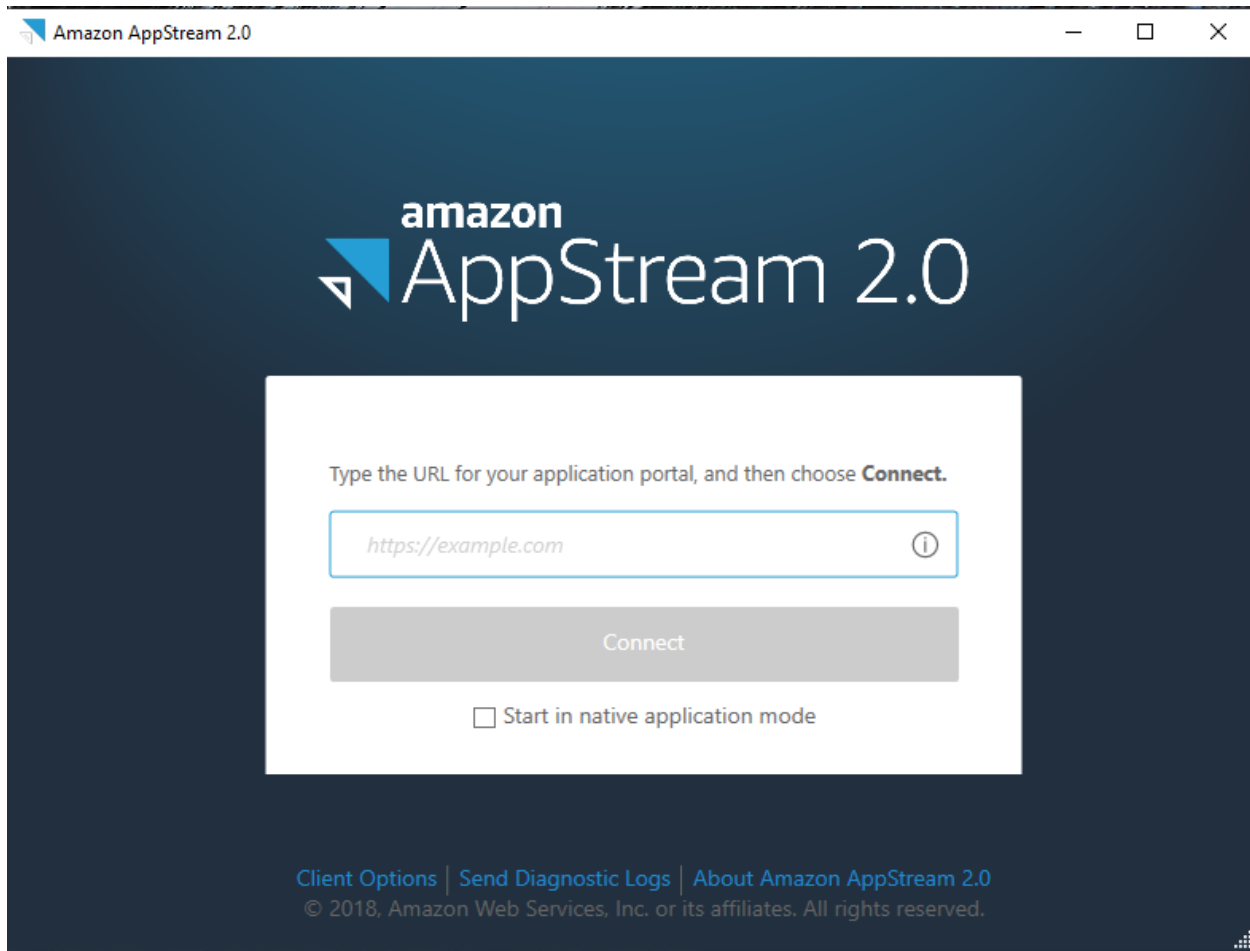 Amazon AppStream 2.0
amazon
AppStream 2.0
Type the URL for your application portal, and then choose Connect.
https://example.com
Connect
Start in native application mode
Client Options | Send Diagnostic Logs | About Amazon AppStream 2.0
© 2018, Amazon Web Services, Inc. or its affiliates. All rights reserved.